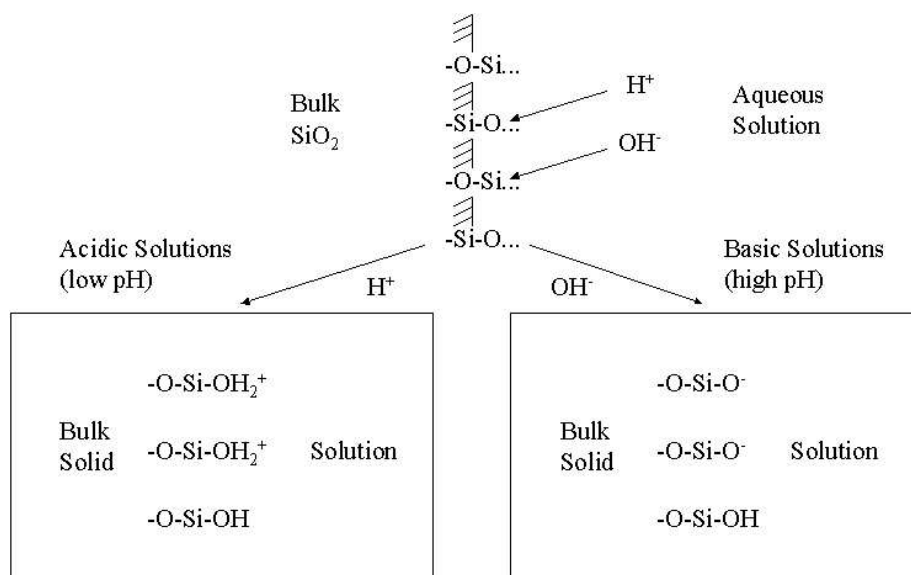 -O-Si...
H⁺
Bulk
SiO₂
Aqueous
Solution
-Si-O...
OH⁻
-O-Si...
-Si-O...
Acidic Solutions
(low pH)
H⁺
OH⁻
Basic Solutions
(high pH)
-O-Si-OH₂⁺
Bulk
Solid
-O-Si-OH₂⁺
Solution
-O-Si-OH
-O-Si-O⁻
Bulk
Solid
-O-Si-O⁻
Solution
-O-Si-OH